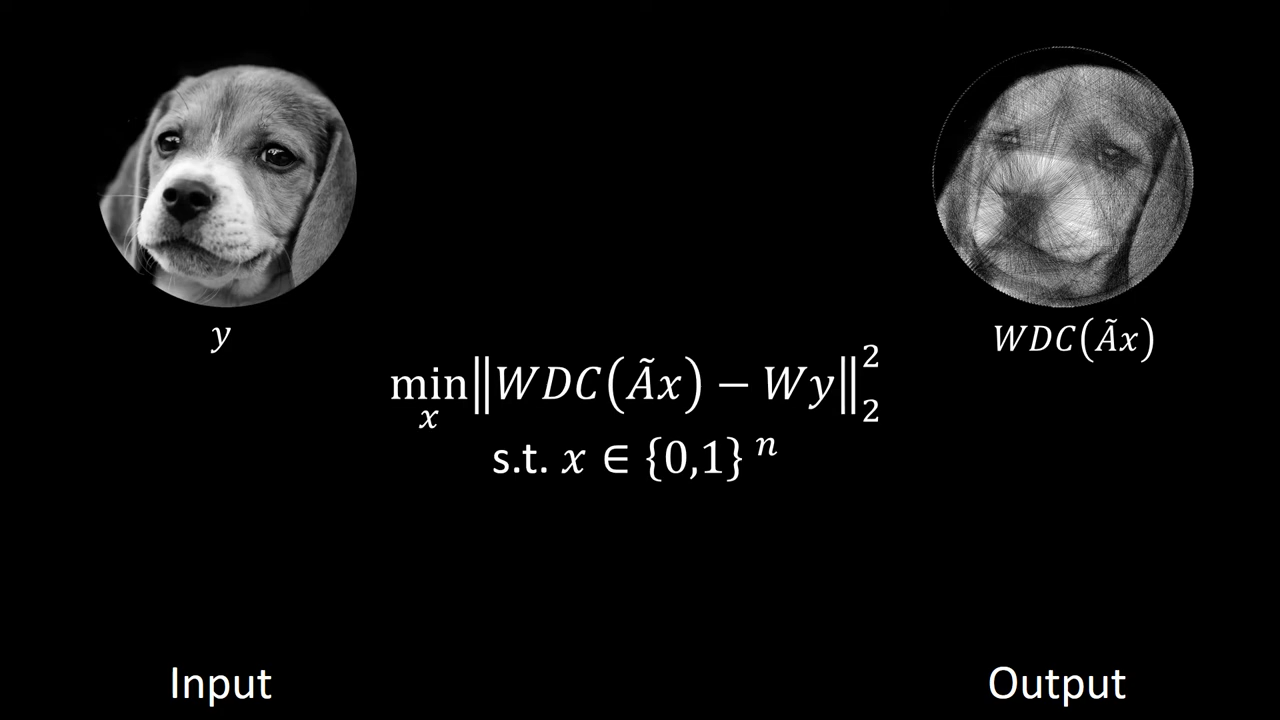 y
WDC(Ãx)
min‖WDC(Ãx) − Wy‖₂²
x
s.t. x ∈ {0,1} ⁿ
Input
Output